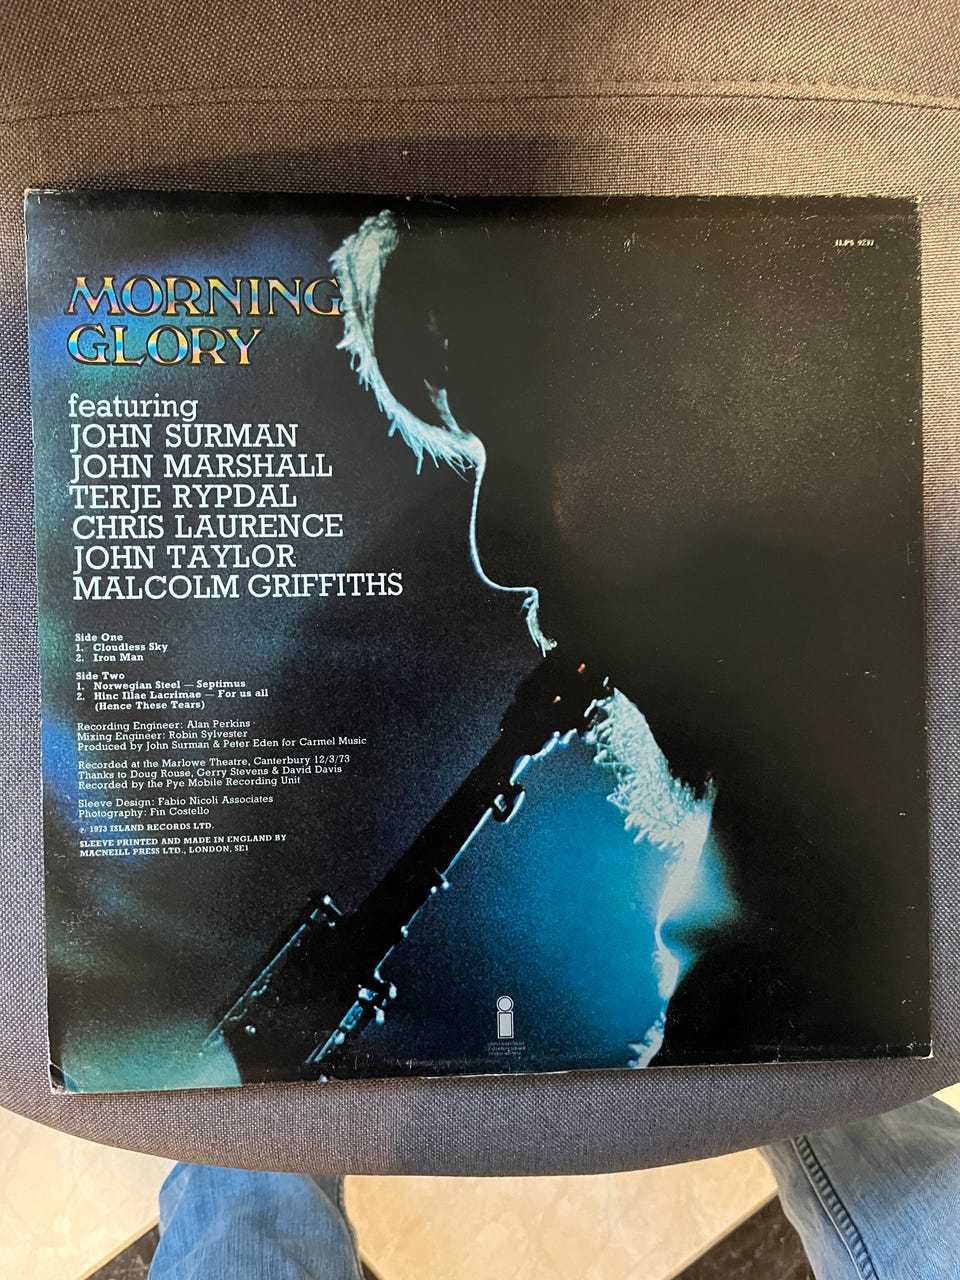 ILPS 9237
MORNING
GLORY
featuring
JOHN SURMAN
JOHN MARSHALL
TERJE RYPDAL
CHRIS LAURENCE
JOHN TAYLOR
MALCOLM GRIFFITHS
Side One
1. Cloudless Sky
2. Iron Man
Side Two
1. Norwegian Steel — Septimus
2. Hinc Illae Lacrimae — For us all
(Hence These Tears)
Recording Engineer: Alan Perkins
Mixing Engineer: Robin Sylvester
Produced by John Surman & Peter Eden for Carmel Music
Recorded at the Marlowe Theatre, Canterbury 12/3/73
Thanks to Doug Rouse, Gerry Stevens & David Davis
Recorded by the Pye Mobile Recording Unit
Sleeve Design: Fabio Nicoli Associates
Photography: Fin Costello
℗ 1973 ISLAND RECORDS LTD.
SLEEVE PRINTED AND MADE IN ENGLAND BY
MACNEILL PRESS LTD., LONDON, SE1